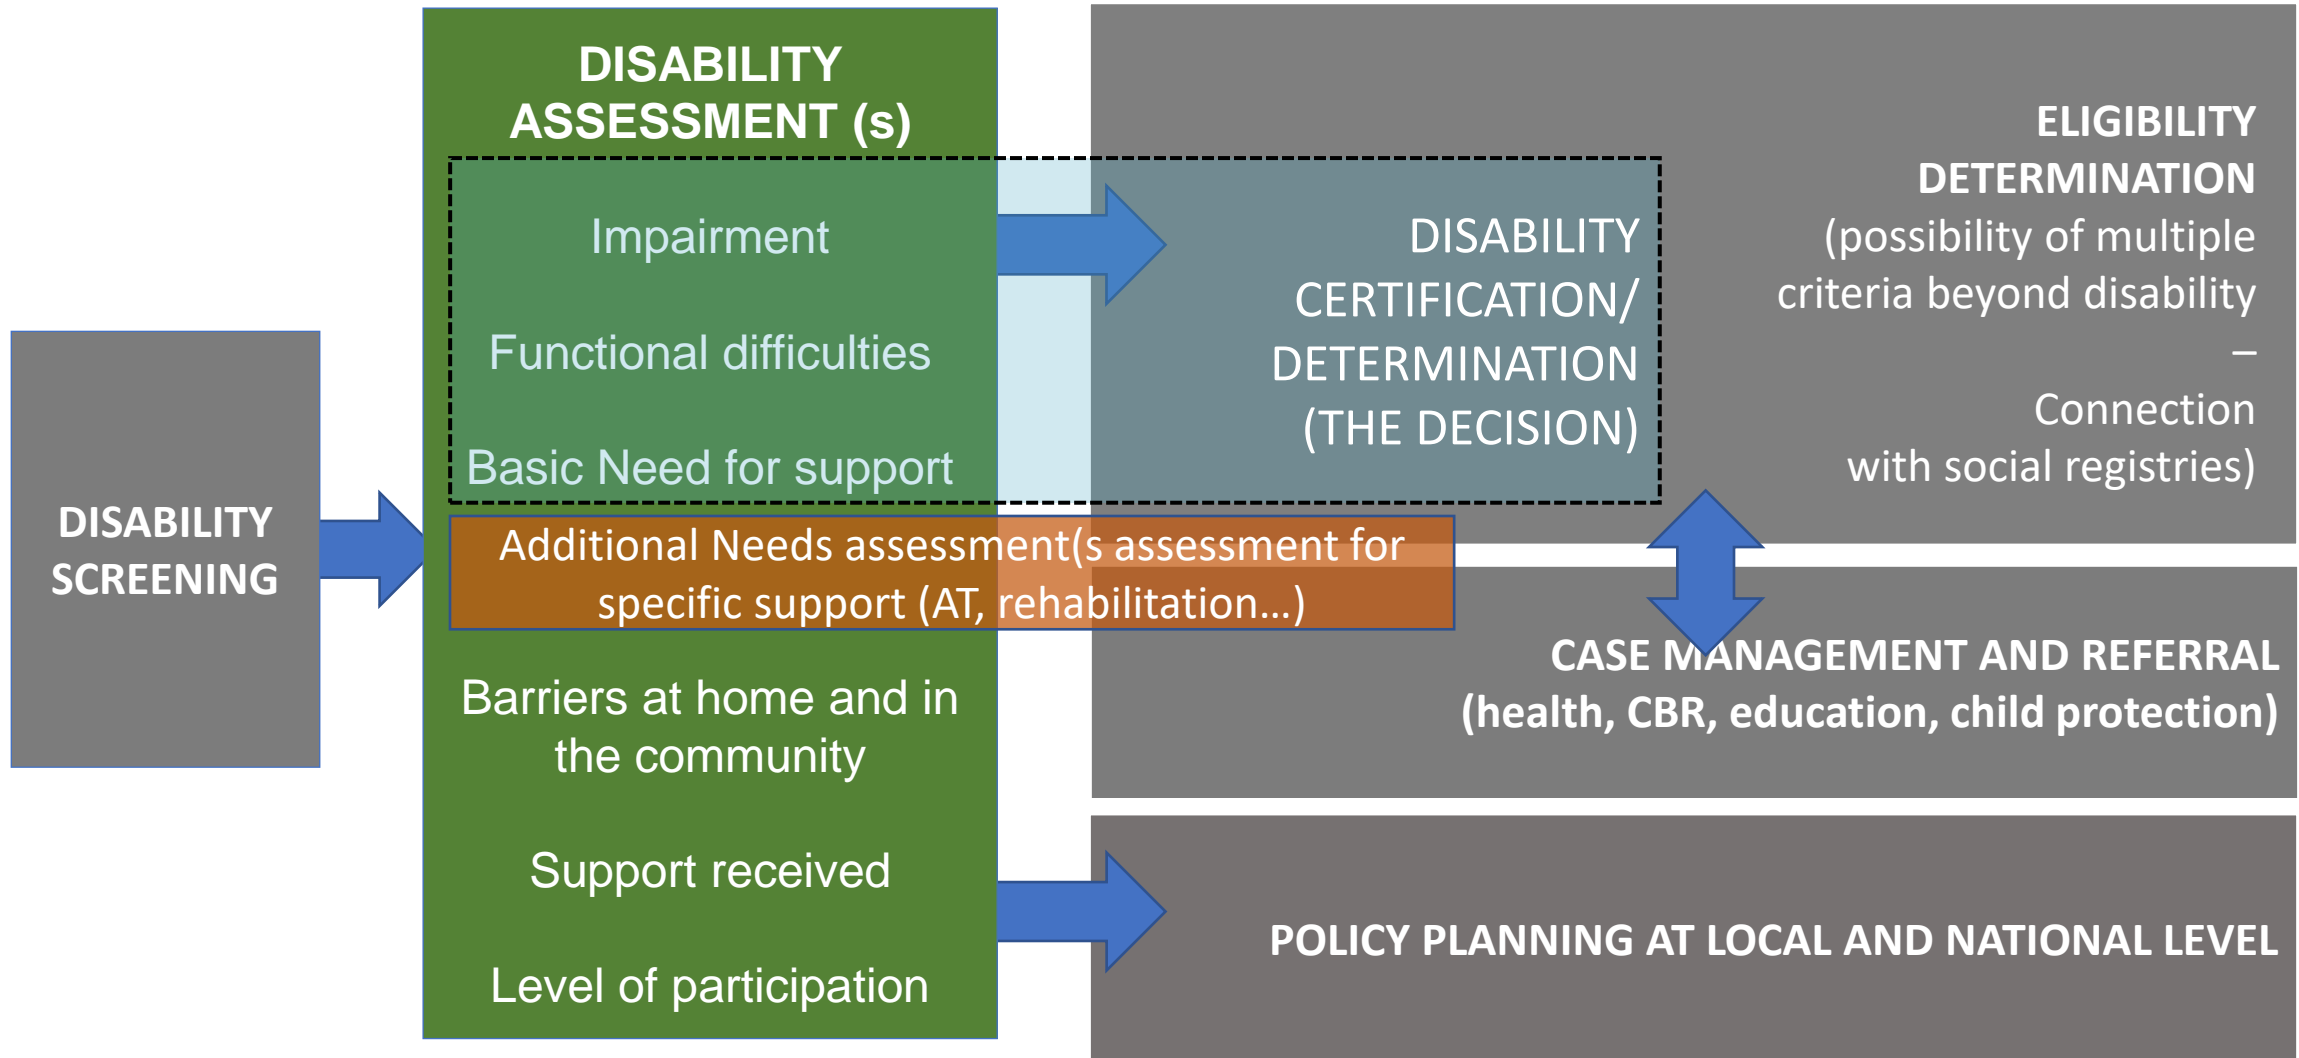 DISABILITY
SCREENING
DISABILITY
ASSESSMENT (s)
Impairment
Functional difficulties
Basic Need for support
Additional Needs assessment(s assessment for
specific support (AT, rehabilitation…)
Barriers at home and in
the community
Support received
Level of participation
DISABILITY
CERTIFICATION/
DETERMINATION
(THE DECISION)
ELIGIBILITY
DETERMINATION
(possibility of multiple
criteria beyond disability
–
Connection
with social registries)
CASE MANAGEMENT AND REFERRAL
(health, CBR, education, child protection)
POLICY PLANNING AT LOCAL AND NATIONAL LEVEL